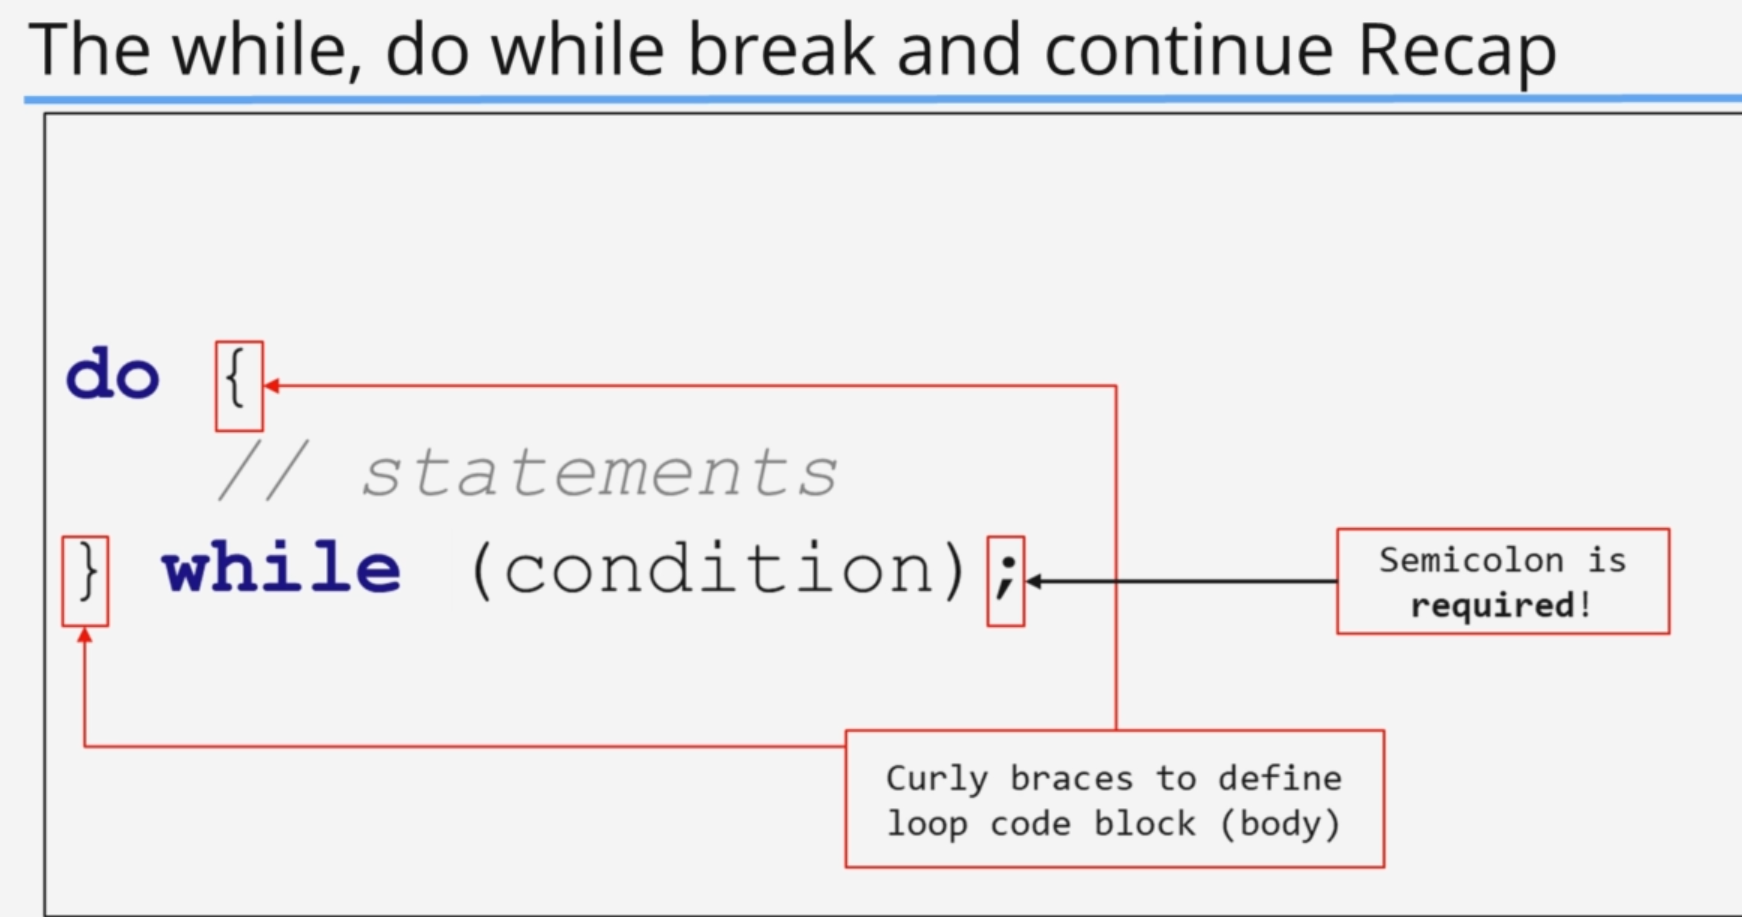 The while, do while break and continue Recap
do {
// statements
} while (condition);
Semicolon is
required!
Curly braces to define
loop code block (body)